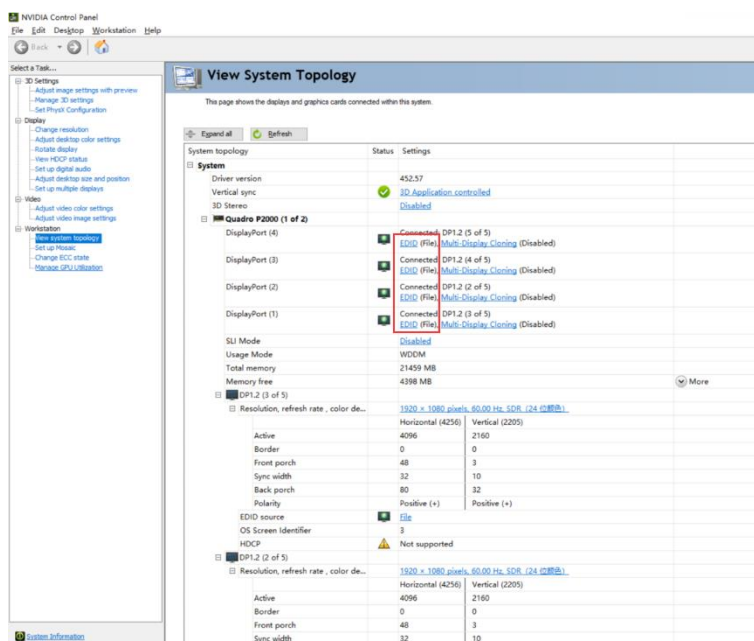 NVIDIA Control Panel
File Edit Desktop Workstation Help
Back
Select a Task...
3D Settings
Adjust image settings with preview
Manage 3D settings
Set PhysX Configuration
Display
Change resolution
Adjust desktop color settings
Rotate display
View HDCP status
Set up digital audio
Adjust desktop size and position
Set up multiple displays
Video
Adjust video color settings
Adjust video image settings
Workstation
View system topology
Set up Mosaic
Change ECC state
Manage GPU Utilization
System Information
View System Topology
This page shows the displays and graphics cards connected within this system.
Expand all Refresh
System topology Status Settings
System
Driver version 452.57
Vertical sync 3D Application controlled
3D Stereo Disabled
Quadro P2000 (1 of 2)
DisplayPort (4) Connected: DP1.2 (5 of 5)
EDID (File), Multi-Display Cloning (Disabled)
DisplayPort (3) Connected: DP1.2 (4 of 5)
EDID (File), Multi-Display Cloning (Disabled)
DisplayPort (2) Connected: DP1.2 (2 of 5)
EDID (File), Multi-Display Cloning (Disabled)
DisplayPort (1) Connected: DP1.2 (3 of 5)
EDID (File), Multi-Display Cloning (Disabled)
SLI Mode Disabled
Usage Mode WDDM
Total memory 21459 MB
Memory free 4398 MB More
DP1.2 (3 of 5)
Resolution, refresh rate , color de... 1920 × 1080 pixels, 60.00 Hz, SDR (24 位颜色)
Horizontal (4256) Vertical (2205)
Active 4096 2160
Border 0 0
Front porch 48 3
Sync width 32 10
Back porch 80 32
Polarity Positive (+) Positive (+)
EDID source File
OS Screen Identifier 3
HDCP Not supported
DP1.2 (2 of 5)
Resolution, refresh rate , color de... 1920 × 1080 pixels, 60.00 Hz, SDR (24 位颜色)
Horizontal (4256) Vertical (2205)
Active 4096 2160
Border 0 0
Front porch 48 3
Sync width 32 10